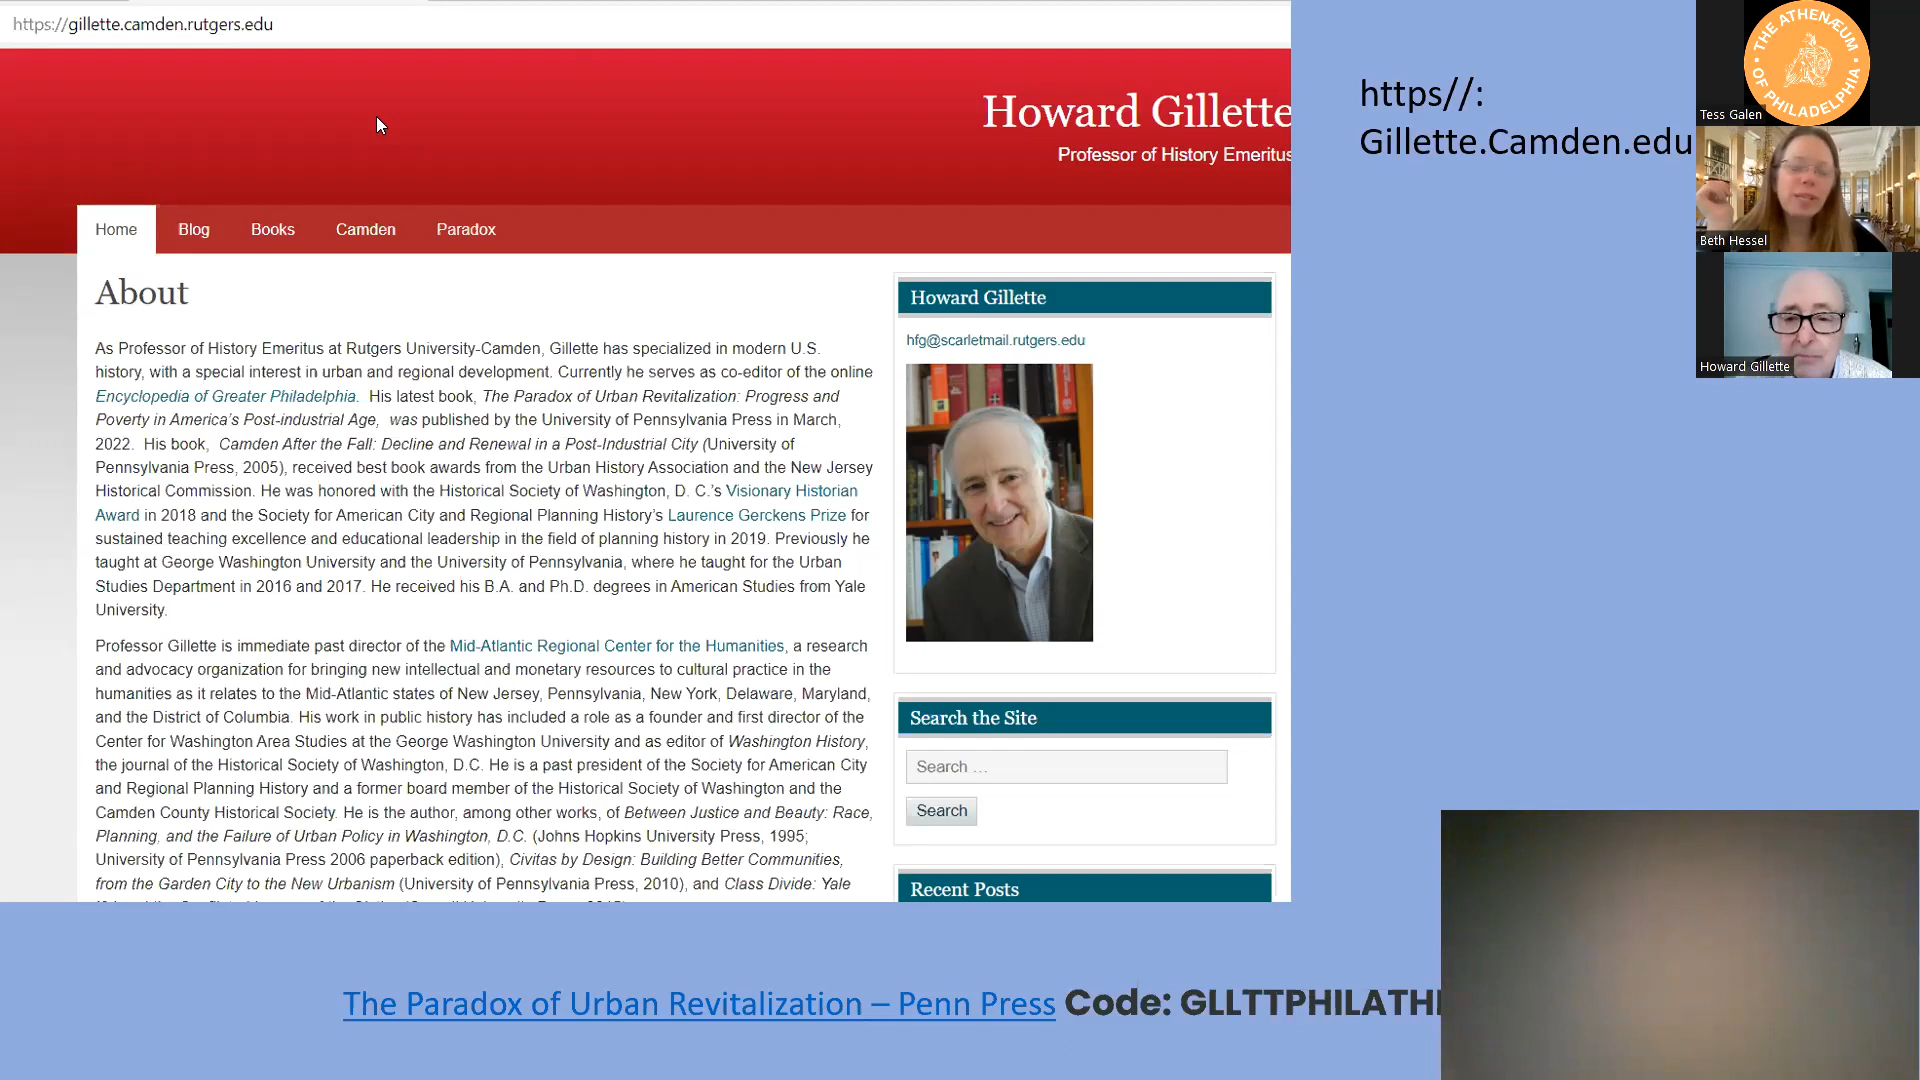 https://gillette.camden.rutgers.edu
Howard Gillette
Professor of History Emeritus
Home
Blog
Books
Camden
Paradox
About
As Professor of History Emeritus at Rutgers University-Camden, Gillette has specialized in modern U.S.
history, with a special interest in urban and regional development. Currently he serves as co-editor of the online
Encyclopedia of Greater Philadelphia. His latest book, The Paradox of Urban Revitalization: Progress and
Poverty in America's Post-industrial Age, was published by the University of Pennsylvania Press in March,
2022. His book, Camden After the Fall: Decline and Renewal in a Post-Industrial City (University of
Pennsylvania Press, 2005), received best book awards from the Urban History Association and the New Jersey
Historical Commission. He was honored with the Historical Society of Washington, D. C.'s Visionary Historian
Award in 2018 and the Society for American City and Regional Planning History's Laurence Gerckens Prize for
sustained teaching excellence and educational leadership in the field of planning history in 2019. Previously he
taught at George Washington University and the University of Pennsylvania, where he taught for the Urban
Studies Department in 2016 and 2017. He received his B.A. and Ph.D. degrees in American Studies from Yale
University.
Professor Gillette is immediate past director of the Mid-Atlantic Regional Center for the Humanities, a research
and advocacy organization for bringing new intellectual and monetary resources to cultural practice in the
humanities as it relates to the Mid-Atlantic states of New Jersey, Pennsylvania, New York, Delaware, Maryland,
and the District of Columbia. His work in public history has included a role as a founder and first director of the
Center for Washington Area Studies at the George Washington University and as editor of Washington History,
the journal of the Historical Society of Washington, D.C. He is a past president of the Society for American City
and Regional Planning History and a former board member of the Historical Society of Washington and the
Camden County Historical Society. He is the author, among other works, of Between Justice and Beauty: Race,
Planning, and the Failure of Urban Policy in Washington, D.C. (Johns Hopkins University Press, 1995;
University of Pennsylvania Press 2006 paperback edition), Civitas by Design: Building Better Communities,
from the Garden City to the New Urbanism (University of Pennsylvania Press, 2010), and Class Divide: Yale
Howard Gillette
hfg@scarletmail.rutgers.edu
Search the Site
Search ...
Search
Recent Posts
https//:
Gillette.Camden.edu
THE ATHENÆUM
OF PHILADELPHIA
Tess Galen
Beth Hessel
Howard Gillette
The Paradox of Urban Revitalization – Penn Press Code: GLLTTPHILATH